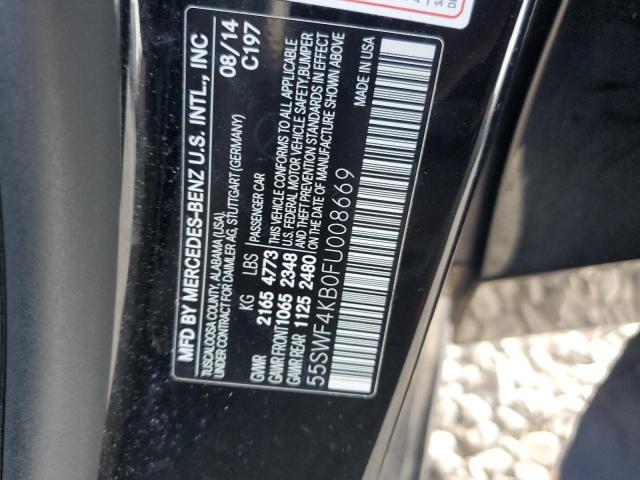 MFD BY MERCEDES-BENZ U.S. INTL., INC
TUSCALOOSA COUNTY, ALABAMA (USA),
UNDER CONTRACT FOR DAIMLER AG, STUTTGART (GERMANY)
08/14
C197
KG LBS PASSENGER CAR
GVWR 2165 4773
GAWR FRONT 1065 2348
GAWR REAR 1125 2480
THIS VEHICLE CONFORMS TO ALL APPLICABLE
U.S. FEDERAL MOTOR VEHICLE SAFETY, BUMPER
AND THEFT PREVENTION STANDARDS IN EFFECT
ON THE DATE OF MANUFACTURE SHOWN ABOVE
55SWF4KB0FU008669
MADE IN USA